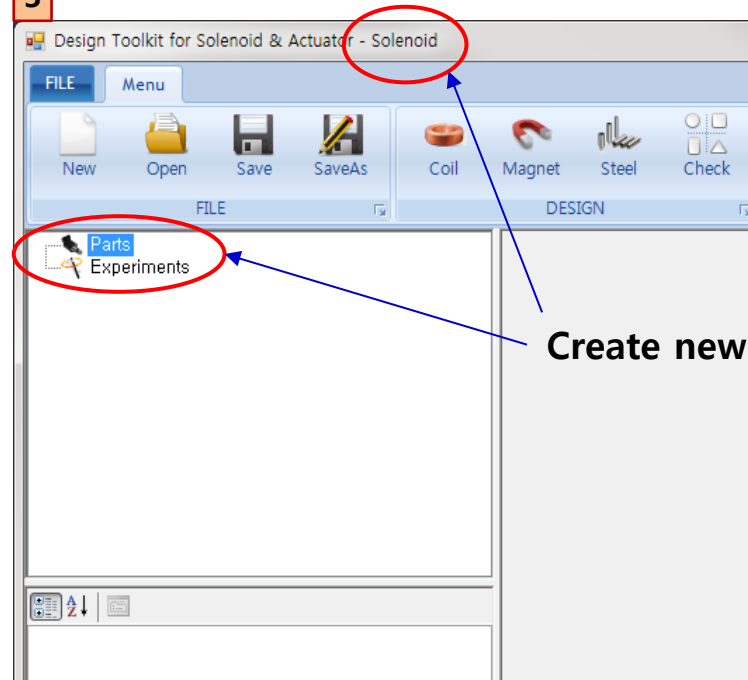 Design Toolkit for Solenoid & Actuator - Solenoid
FILE Menu
New Open Save SaveAs Coil Magnet Steel Check
FILE DESIGN
Parts
Experiments
Create new